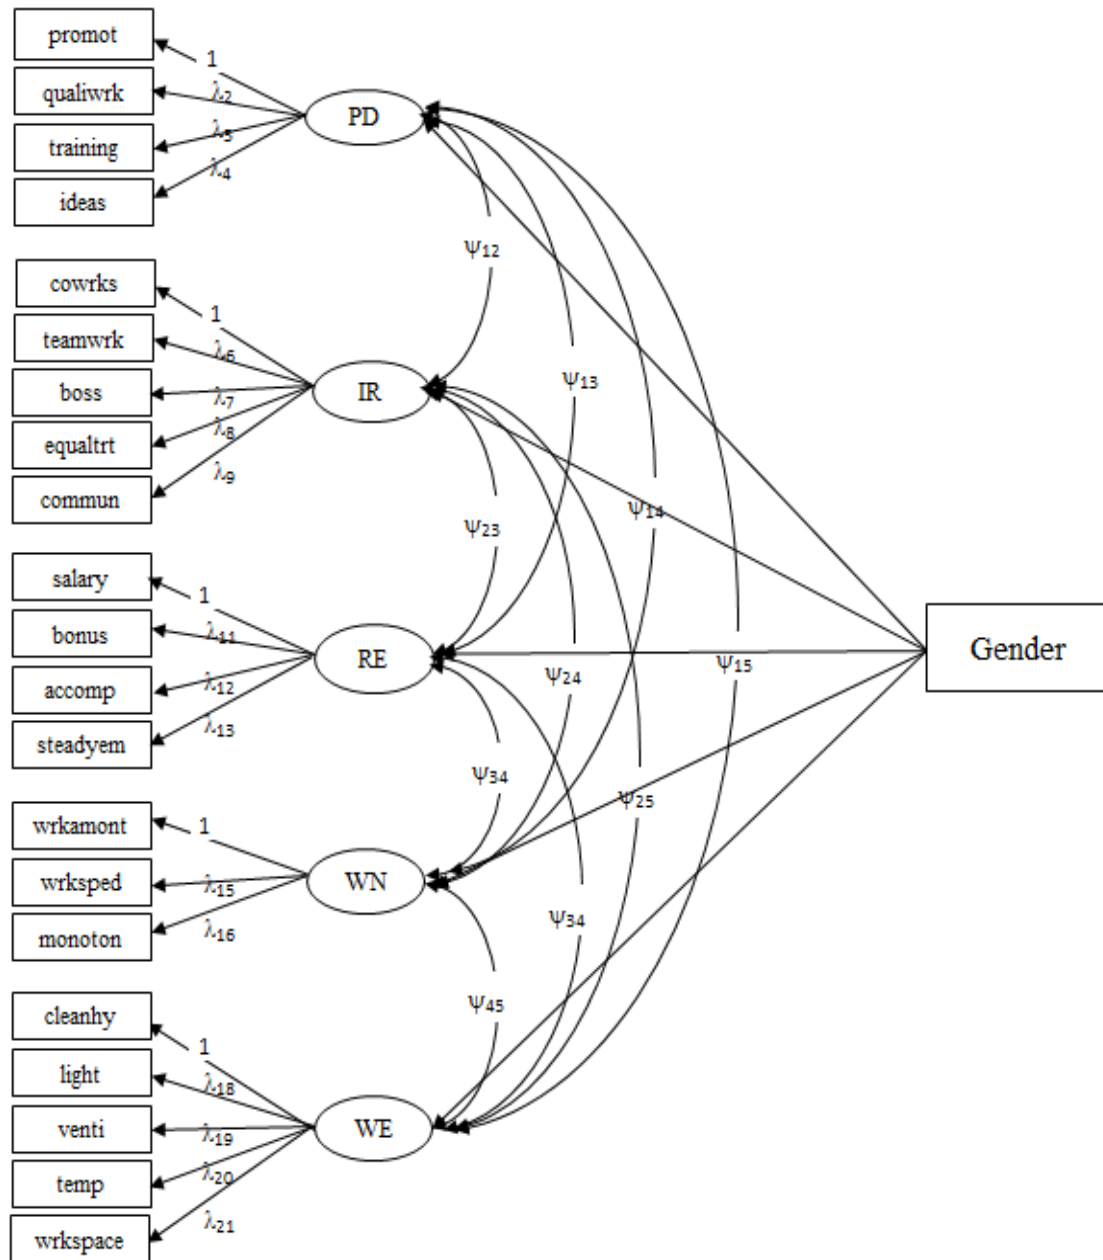 promot
1
qualiwrk
λ2
PD
training
λ3
λ4
ideas
ψ12
cowrks
1
teamwrk
λ6
boss
λ7
IR
ψ13
equaltrt
λ8
commun
λ9
ψ14
ψ23
salary
1
bonus
λ11
RE
Gender
accomp
λ12
ψ24
ψ15
steadyem
λ13
ψ34
ψ25
wrkamont
1
wrksped
λ15
WN
monoton
λ16
ψ34
ψ45
cleanhy
1
light
λ18
venti
λ19
WE
temp
λ20
wrkspace
λ21